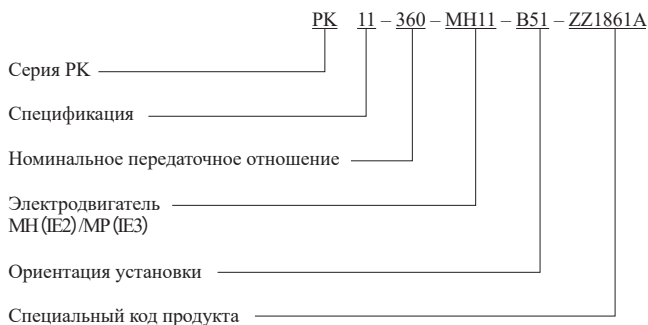 PK 11 – 360 – MH11 – B51 – ZZ1861A
Серия PK
Спецификация
Номинальное передаточное отношение
Электродвигатель
MH (IE2) /MP (IE3)
Ориентация установки
Специальный код продукта